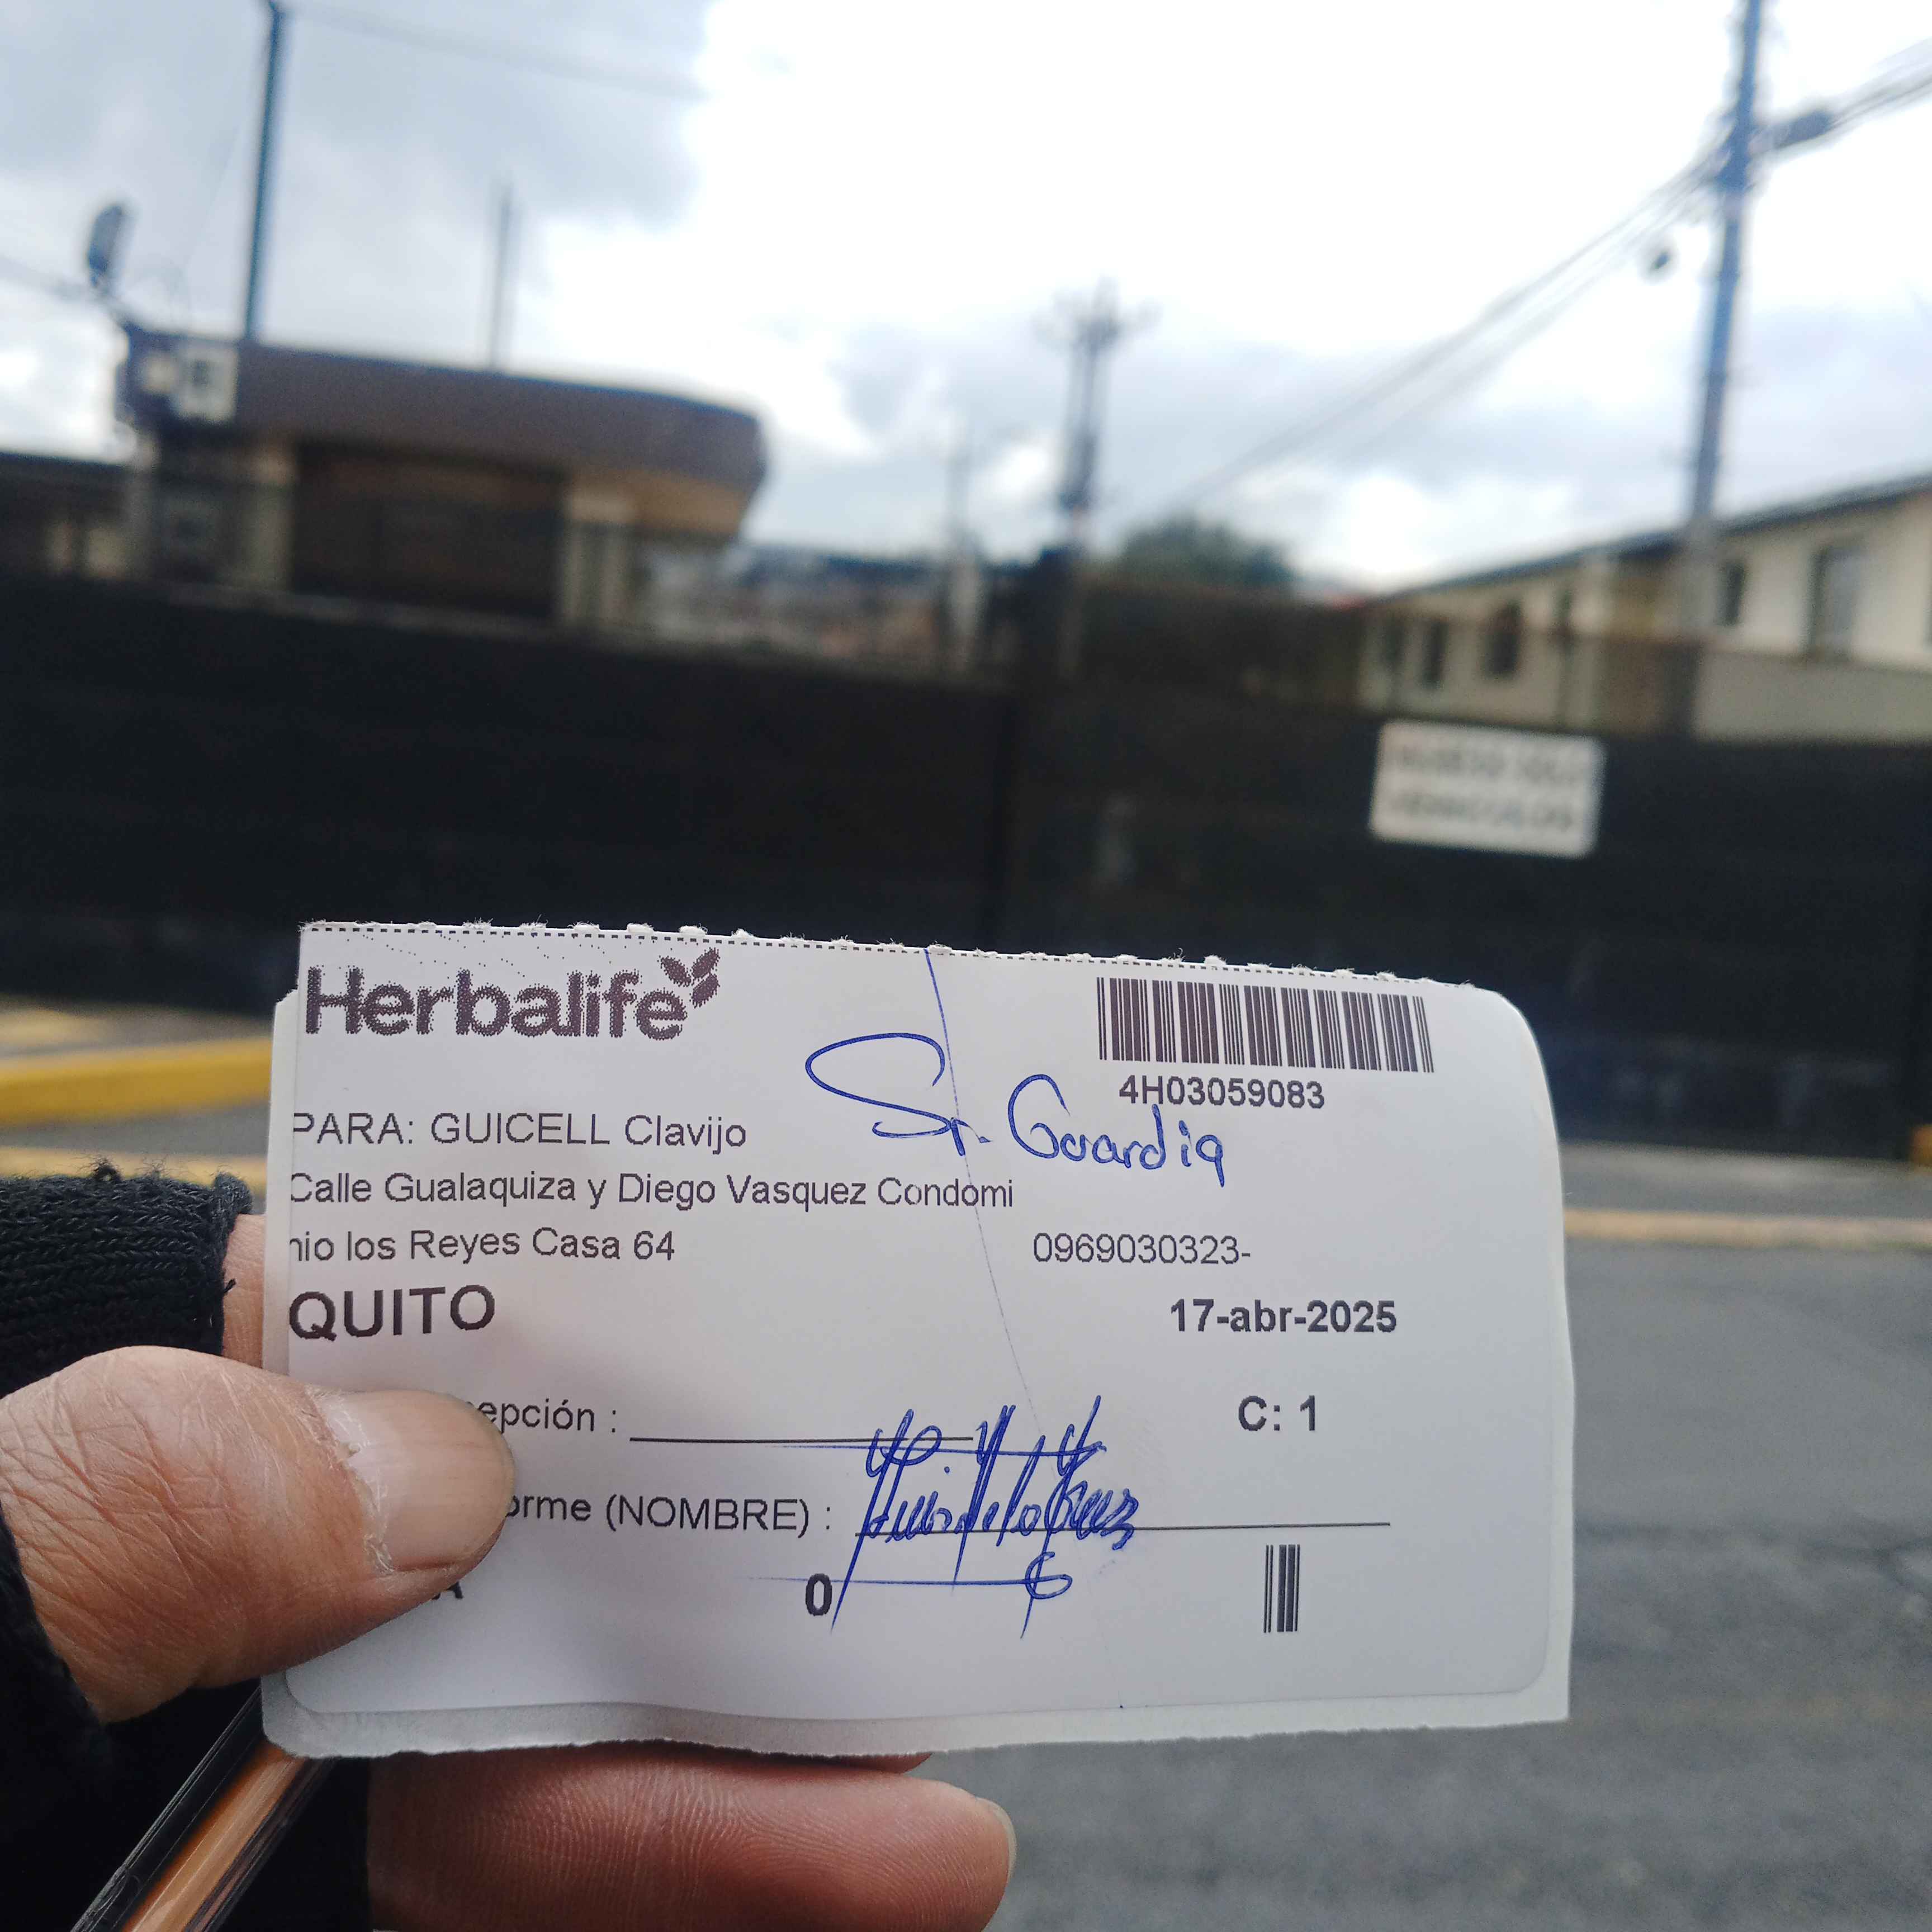 Herbalife
4H03059083
Sr. Guardia
PARA: GUICELL Clavijo
Calle Gualaquiza y Diego Vasquez Condomi
nio los Reyes Casa 64
0969030323-
QUITO
17-abr-2025
epción :
C: 1
orme (NOMBRE) :
0
A